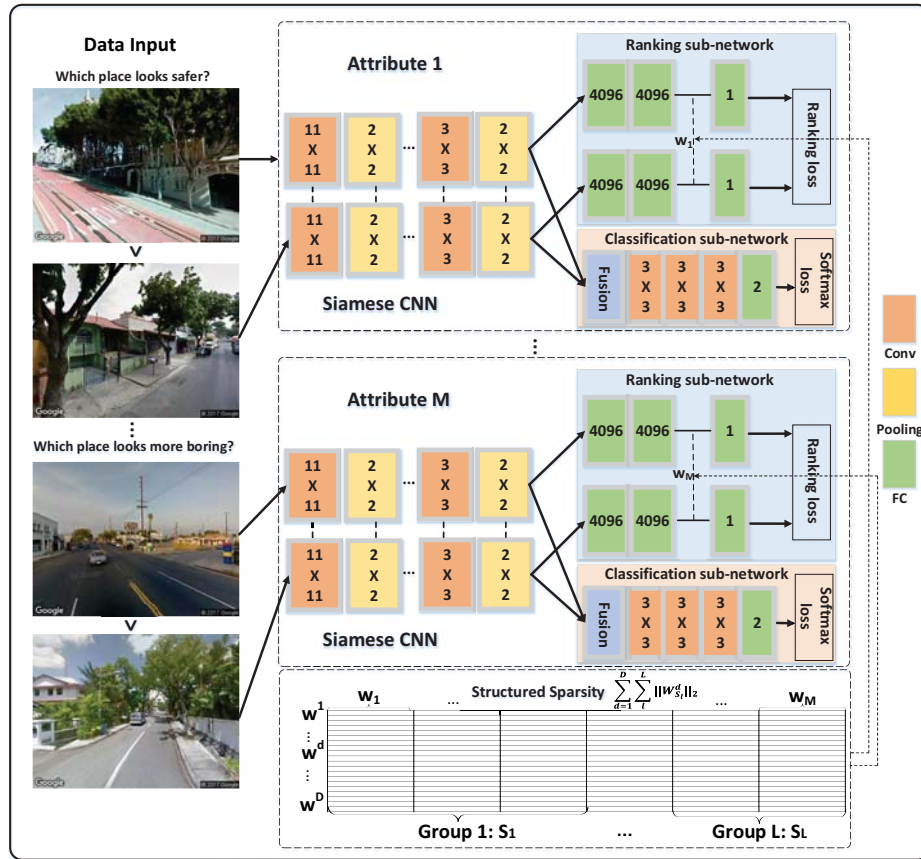 Data Input
Which place looks safer?
Google
© 2017 Google
>
Google
© 2017 Google
Which place looks more boring?
Google
© 2017 Google
>
Google
© 2017 Google
Attribute 1
11 X 11
2 X 2
...
3 X 3
2 X 2
11 X 11
2 X 2
...
3 X 3
2 X 2
Siamese CNN
Ranking sub-network
4096
4096
1
w1
4096
4096
1
Ranking loss
Classification sub-network
Fusion
3 X 3
3 X 3
3 X 3
2
Softmax loss
...
Attribute M
11 X 11
2 X 2
...
3 X 3
2 X 2
11 X 11
2 X 2
...
3 X 3
2 X 2
Siamese CNN
Ranking sub-network
4096
4096
1
wM
4096
4096
1
Ranking loss
Classification sub-network
Fusion
3 X 3
3 X 3
3 X 3
2
Softmax loss
Conv
Pooling
FC
w1 ... Structured Sparsity ∑_{d=1}^{D} ∑_{l}^{L} ||W^d_{S_l}||_2 ... wM
w^1
...
w^d
...
w^D
Group 1: S1 ... Group L: SL